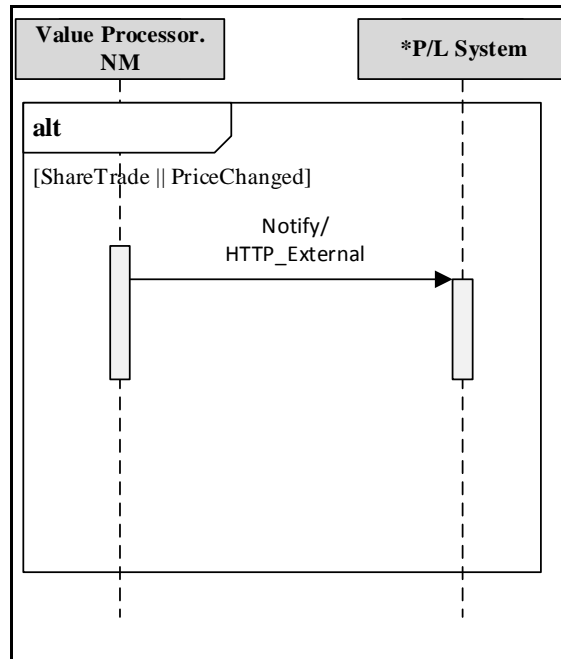 Value Processor.
NM
*P/L System
alt
[ShareTrade || PriceChanged]
Notify/
HTTP_External